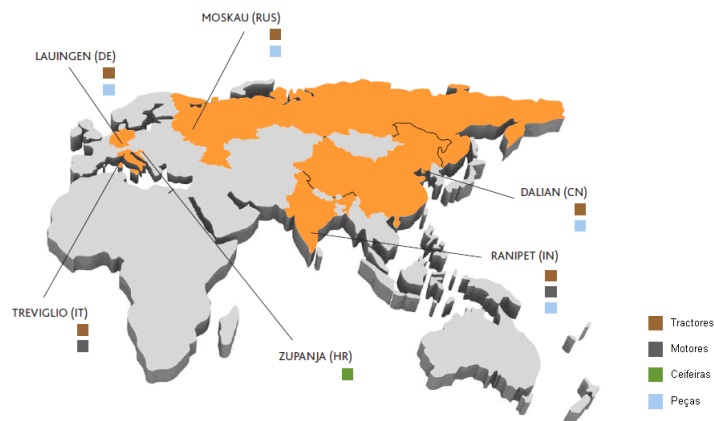 MOSKAU (RUS)
LAUINGEN (DE)
DALIAN (CN)
RANIPET (IN)
TREVIGLIO (IT)
ZUPANJA (HR)
Tractores
Motores
Ceifeiras
Peças